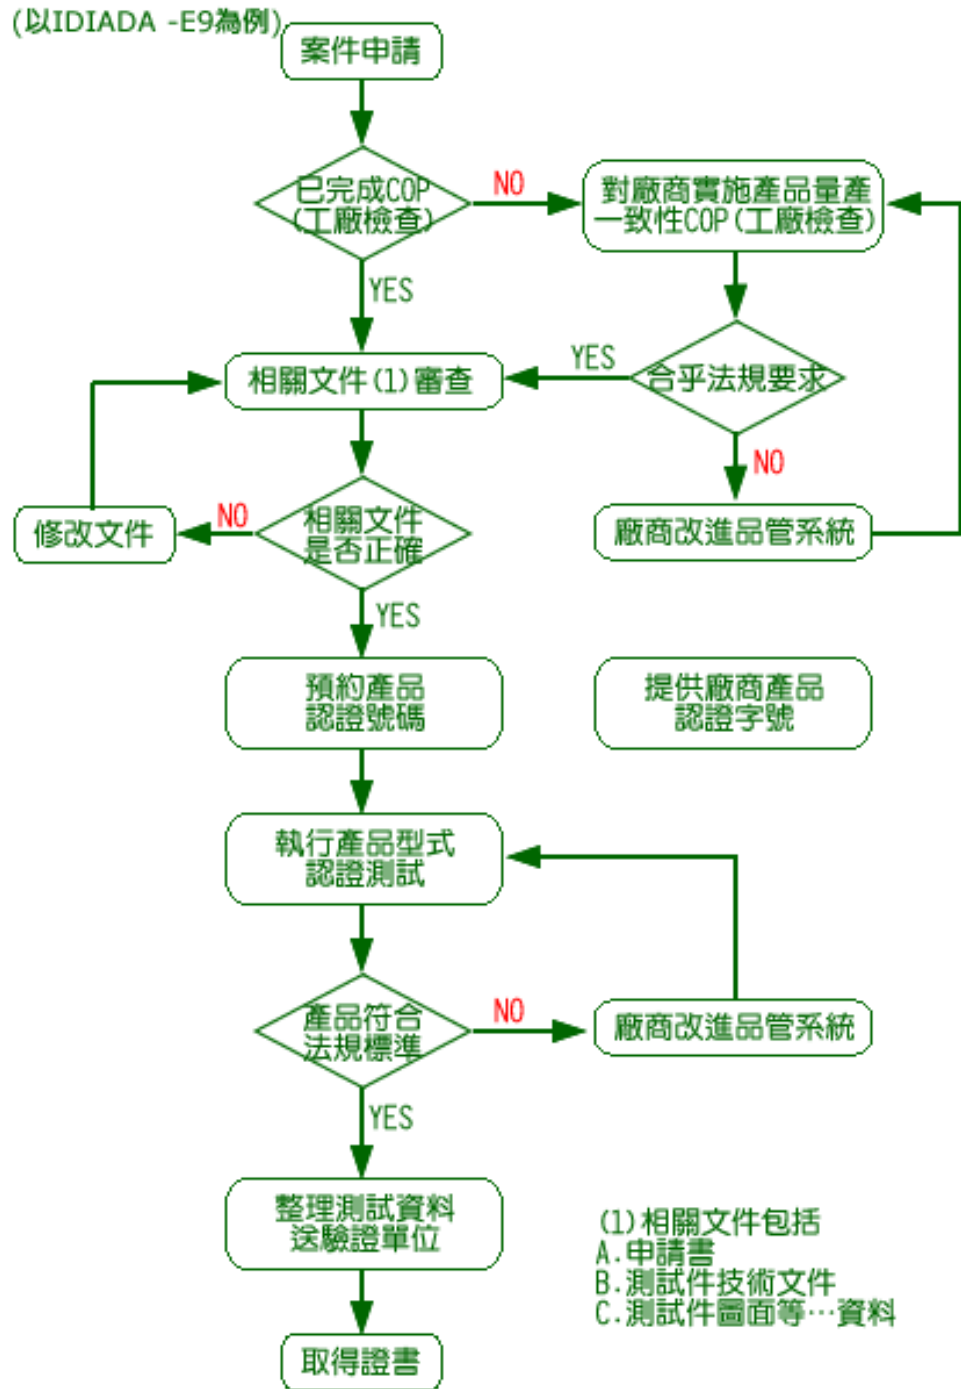 (以IDIADA -E9為例)
案件申請
已完成COP
(工廠檢查)
NO
對廠商實施產品量產
一致性COP(工廠檢查)
YES
相關文件(1)審查
YES
合乎法規要求
NO
修改文件
NO
相關文件
是否正確
廠商改進品管系統
YES
預約產品
認證號碼
提供廠商產品
認證字號
執行產品型式
認證測試
產品符合
法規標準
NO
廠商改進品管系統
YES
整理測試資料
送驗證單位
(1)相關文件包括
A.申請書
B.測試件技術文件
C.測試件圖面等…資料
取得證書